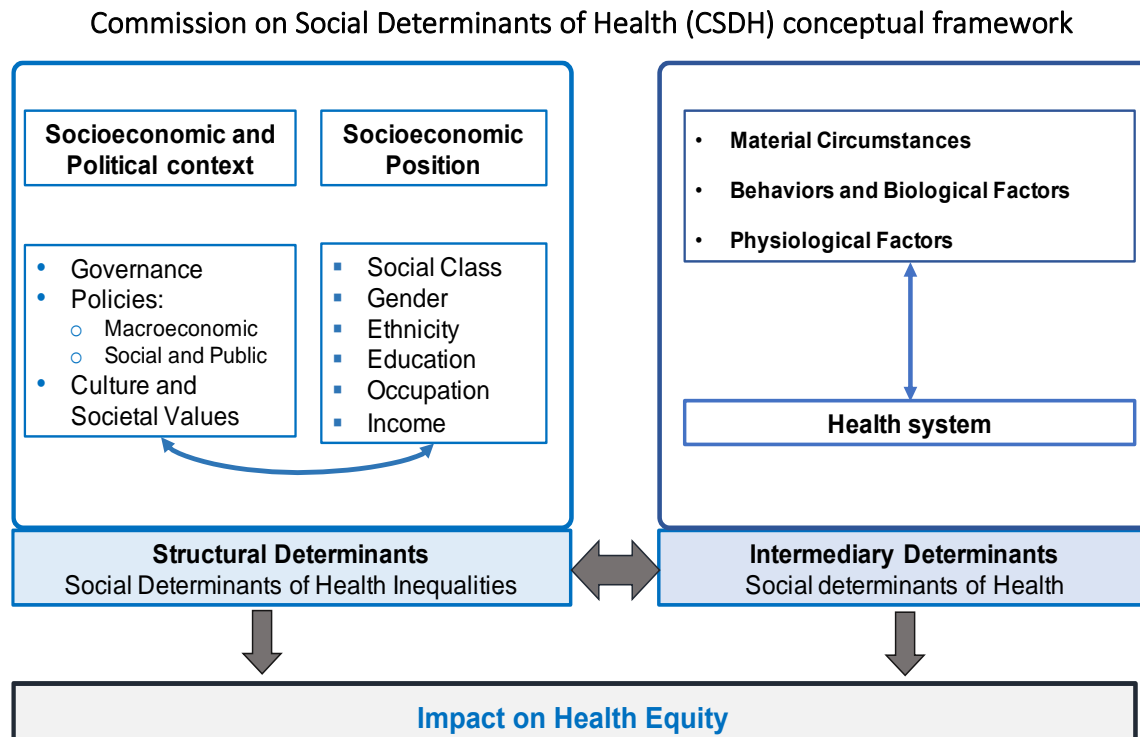 Commission on Social Determinants of Health (CSDH) conceptual framework
Socioeconomic and
Political context
Socioeconomic
Position
• Governance
• Policies:
o Macroeconomic
o Social and Public
• Culture and
Societal Values
▪ Social Class
▪ Gender
▪ Ethnicity
▪ Education
▪ Occupation
▪ Income
• Material Circumstances
• Behaviors and Biological Factors
• Physiological Factors
Health system
Structural Determinants
Social Determinants of Health Inequalities
Intermediary Determinants
Social determinants of Health
Impact on Health Equity